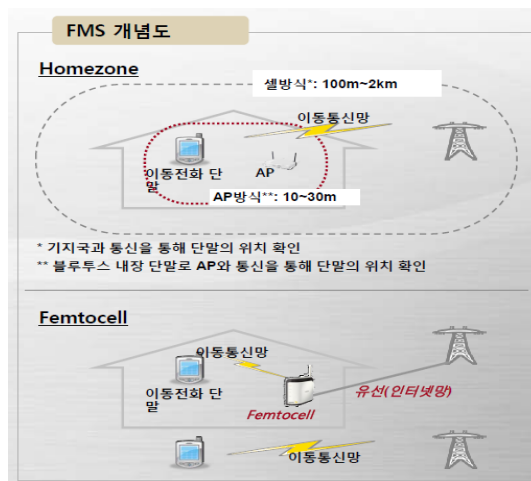 FMS 개념도
Homezone
셀방식*: 100m~2km
이동통신망
이동전화 단
말
AP
AP방식**: 10~30m
* 기지국과 통신을 통해 단말의 위치 확인
** 블루투스 내장 단말로 AP와 통신을 통해 단말의 위치 확인
Femtocell
이동통신망
이동전화 단
말
Femtocell
유선(인터넷망)
이동통신망